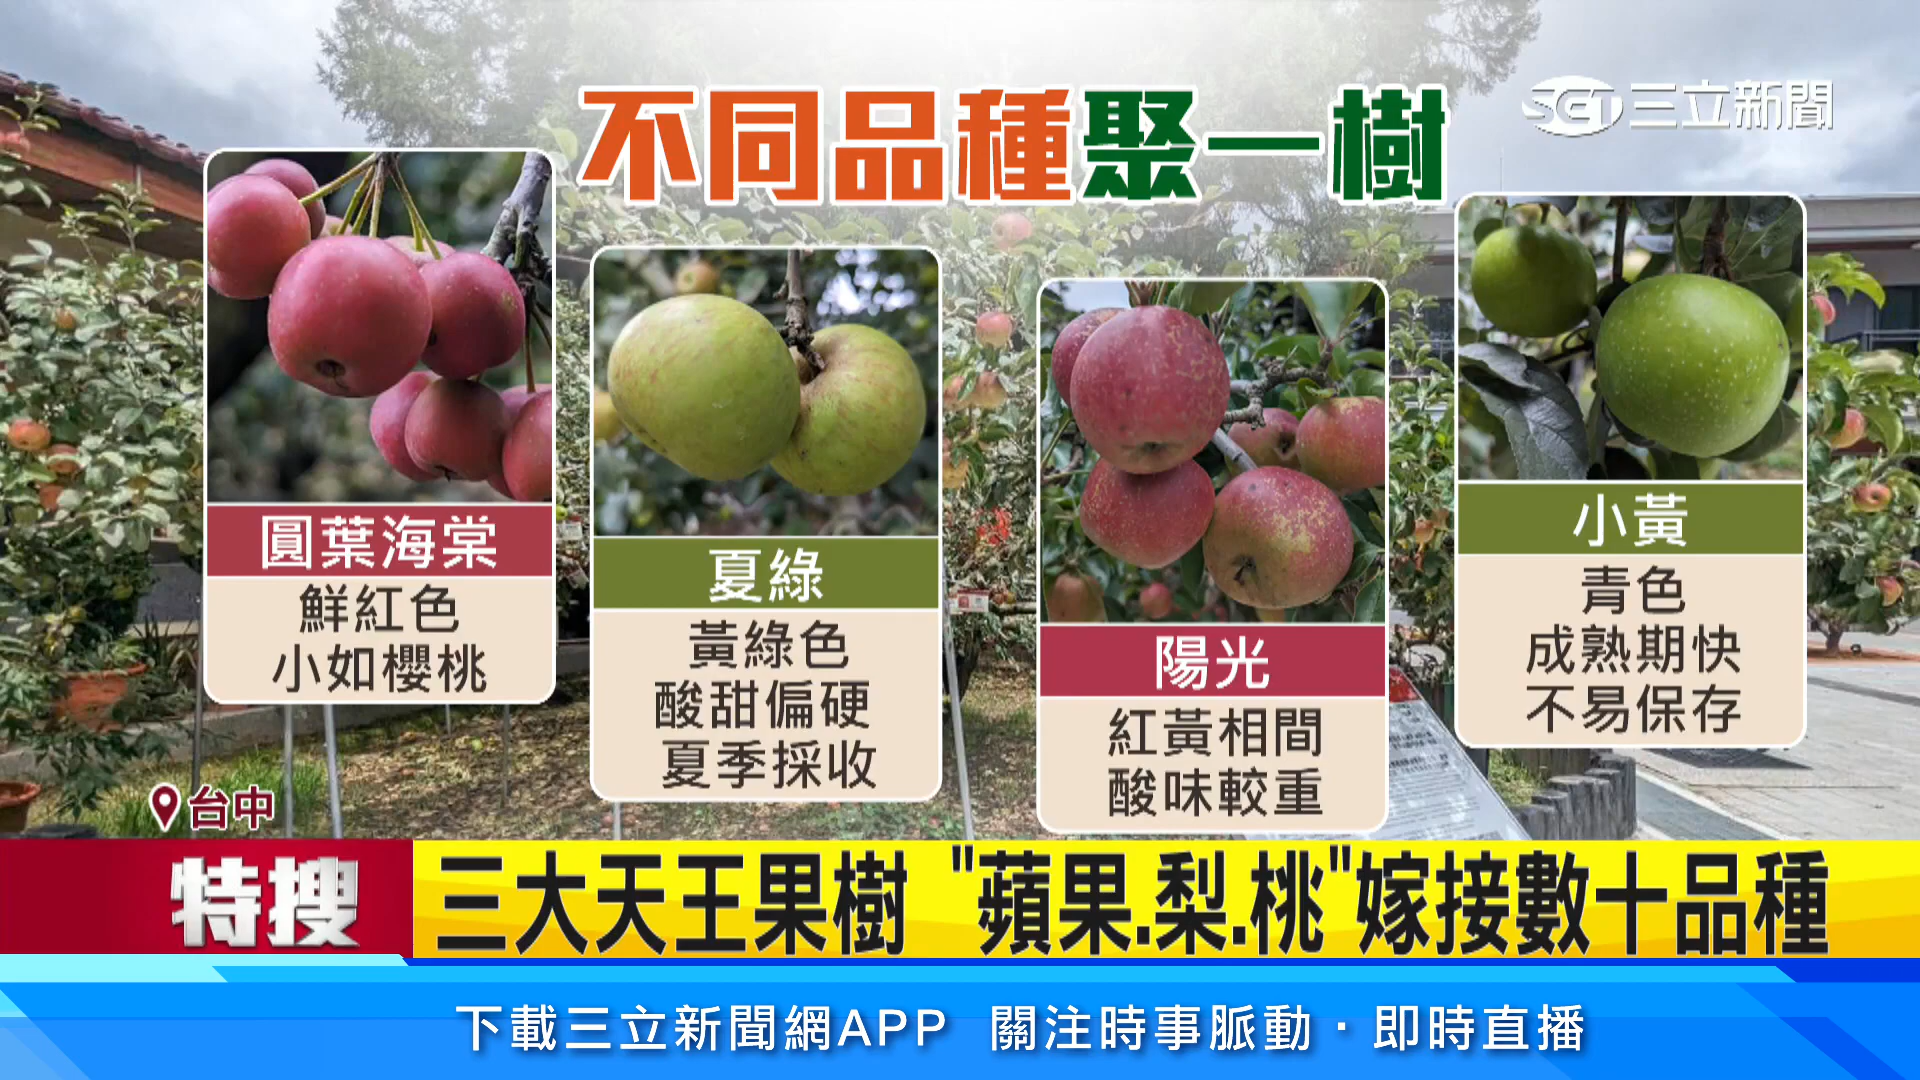 不同品種聚一樹
SET三立新聞
圓葉海棠
鮮紅色
小如櫻桃
夏綠
黃綠色
酸甜偏硬
夏季採收
陽光
紅黃相間
酸味較重
小黃
青色
成熟期快
不易保存
台中
特搜
三大天王果樹 "蘋果.梨.桃"嫁接數十品種
下載三立新聞網APP 關注時事脈動・即時直播